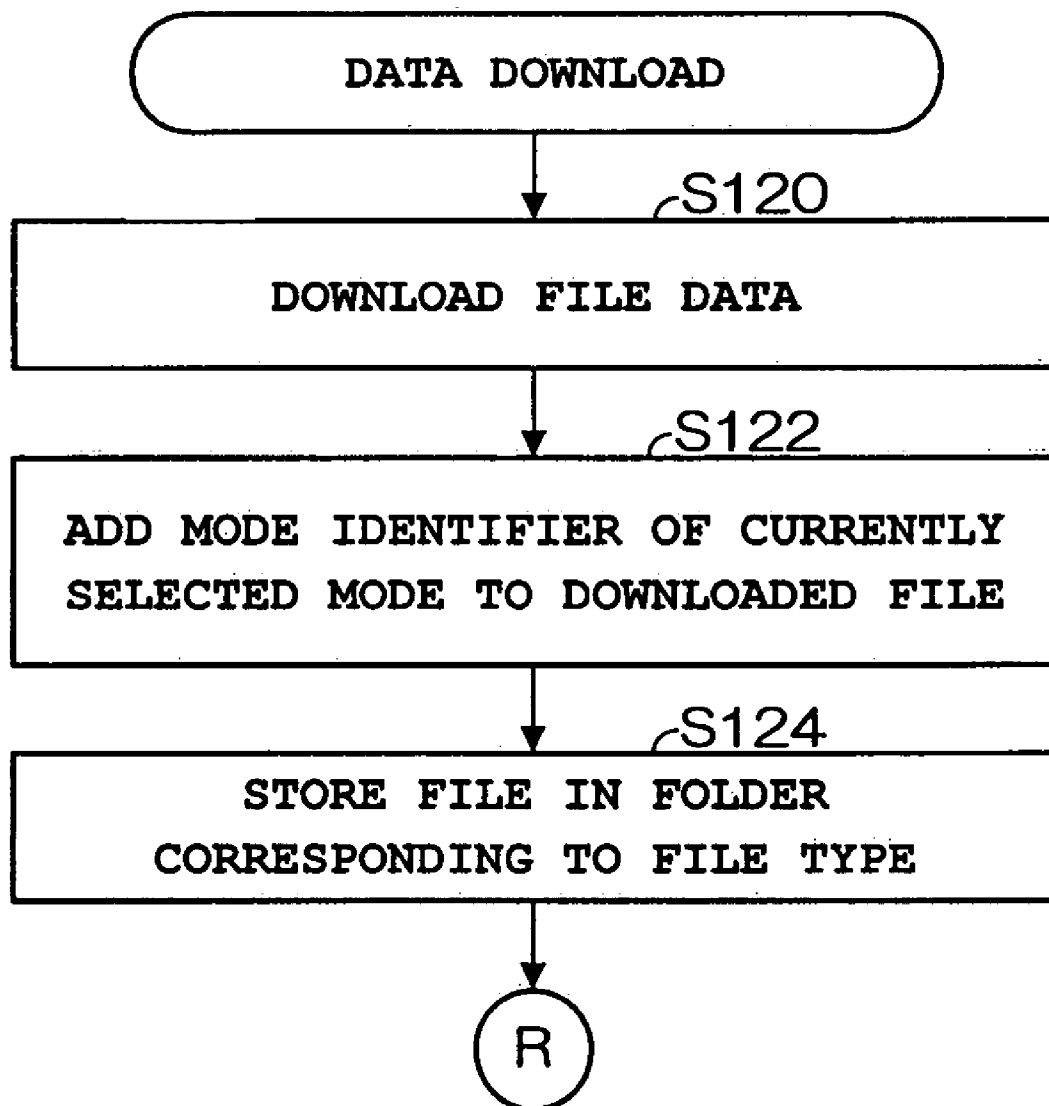 DATA DOWNLOAD
S120
DOWNLOAD FILE DATA
S122
ADD MODE IDENTIFIER OF CURRENTLY
SELECTED MODE TO DOWNLOADED FILE
S124
STORE FILE IN FOLDER
CORRESPONDING TO FILE TYPE
R